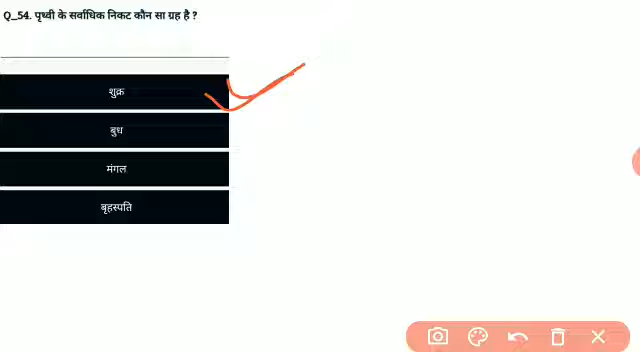 Q_54. पृथ्वी के सर्वाधिक निकट कौन सा ग्रह है ?
शुक्र
बुध
मंगल
बृहस्पति